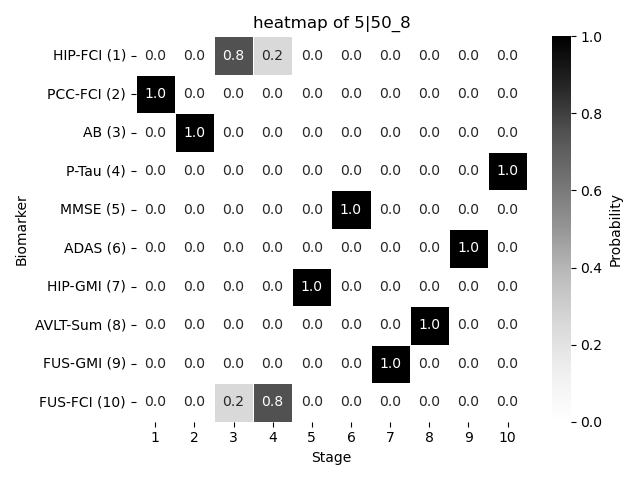 heatmap of 5|50_8
HIP-FCI (1) 0.0 0.0 0.8 0.2 0.0 0.0 0.0 0.0 0.0 0.0
PCC-FCI (2) 1.0 0.0 0.0 0.0 0.0 0.0 0.0 0.0 0.0 0.0
AB (3) 0.0 1.0 0.0 0.0 0.0 0.0 0.0 0.0 0.0 0.0
P-Tau (4) 0.0 0.0 0.0 0.0 0.0 0.0 0.0 0.0 0.0 1.0
MMSE (5) 0.0 0.0 0.0 0.0 0.0 1.0 0.0 0.0 0.0 0.0
ADAS (6) 0.0 0.0 0.0 0.0 0.0 0.0 0.0 0.0 1.0 0.0
HIP-GMI (7) 0.0 0.0 0.0 0.0 1.0 0.0 0.0 0.0 0.0 0.0
AVLT-Sum (8) 0.0 0.0 0.0 0.0 0.0 0.0 0.0 1.0 0.0 0.0
FUS-GMI (9) 0.0 0.0 0.0 0.0 0.0 0.0 1.0 0.0 0.0 0.0
FUS-FCI (10) 0.0 0.0 0.2 0.8 0.0 0.0 0.0 0.0 0.0 0.0
1 2 3 4 5 6 7 8 9 10
Stage
Biomarker
1.0
0.8
0.6
0.4
0.2
0.0
Probability